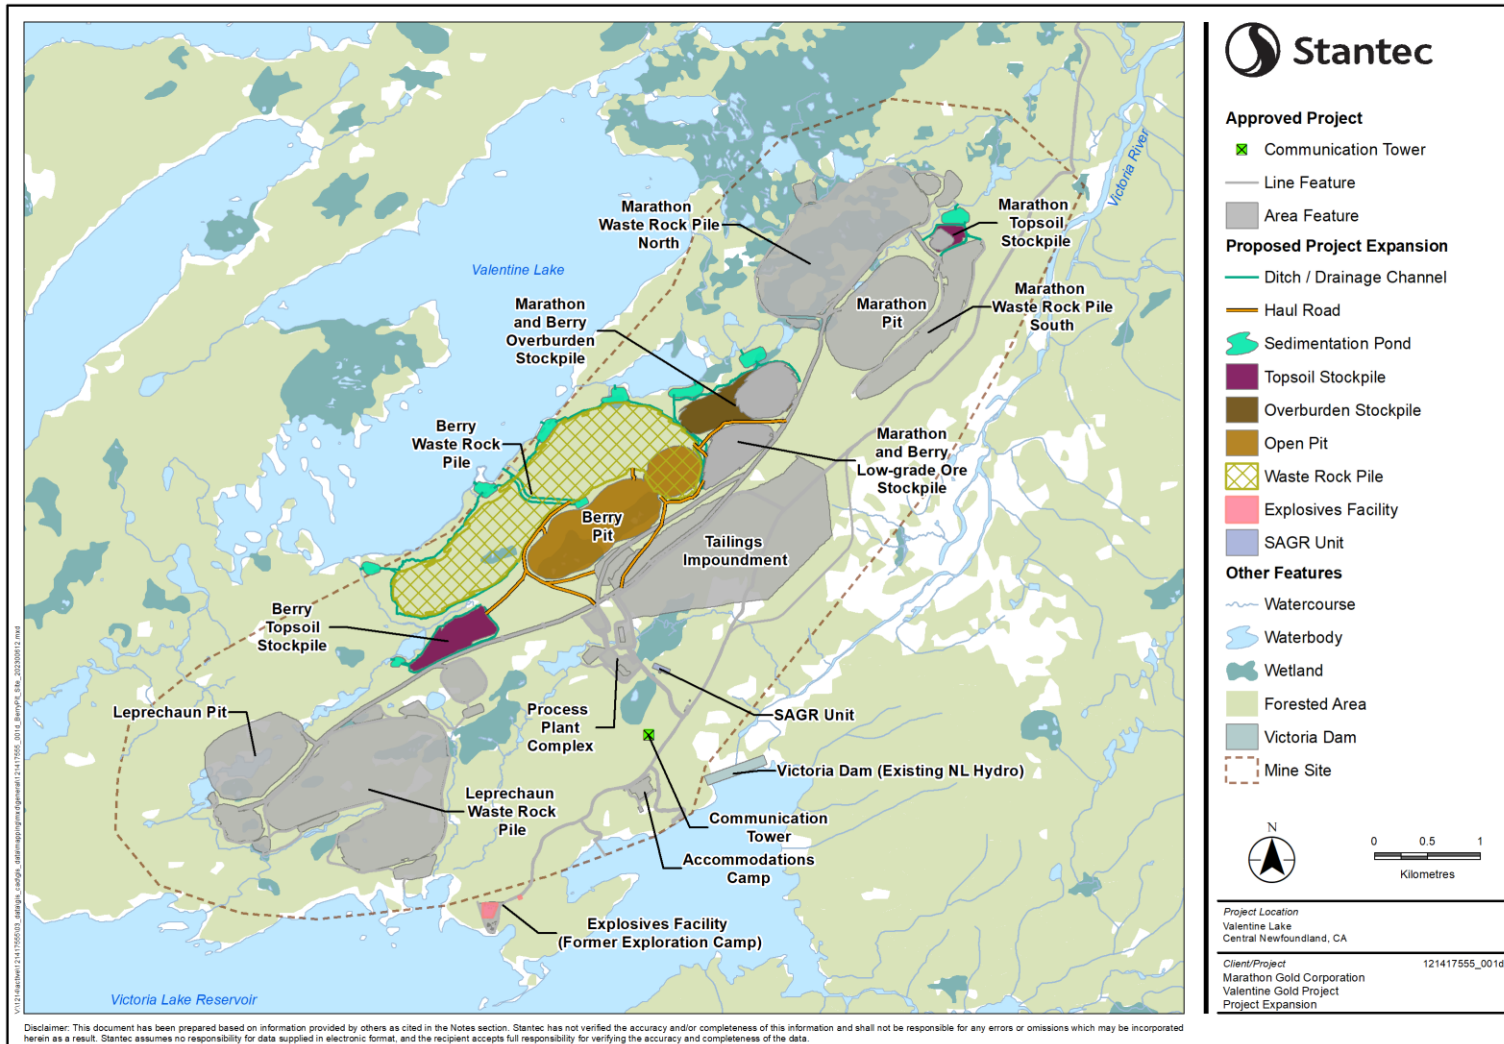 Stantec
Approved Project
Communication Tower
Line Feature
Area Feature
Proposed Project Expansion
Ditch / Drainage Channel
Haul Road
Sedimentation Pond
Topsoil Stockpile
Overburden Stockpile
Open Pit
Waste Rock Pile
Explosives Facility
SAGR Unit
Other Features
Watercourse
Waterbody
Wetland
Forested Area
Victoria Dam
Mine Site
N
0 0.5 1
Kilometres
Project Location
Valentine Lake
Central Newfoundland, CA
Client/Project 121417555_001d
Marathon Gold Corporation
Valentine Gold Project
Project Expansion
Victoria River
Marathon
Waste Rock Pile
North
Marathon
Topsoil
Stockpile
Valentine Lake
Marathon
and Berry
Overburden
Stockpile
Marathon
Pit
Marathon
Waste Rock Pile
South
Berry
Waste Rock
Pile
Marathon
and Berry
Low-grade Ore
Stockpile
Berry
Pit
Tailings
Impoundment
Berry
Topsoil
Stockpile
Leprechaun Pit
Process
Plant
Complex
SAGR Unit
Victoria Dam (Existing NL Hydro)
Leprechaun
Waste Rock
Pile
Communication
Tower
Accommodations
Camp
Explosives Facility
(Former Exploration Camp)
Victoria Lake Reservoir
Disclaimer: This document has been prepared based on information provided by others as cited in the Notes section. Stantec has not verified the accuracy and/or completeness of this information and shall not be responsible for any errors or omissions which may be incorporated
herein as a result. Stantec assumes no responsibility for data supplied in electronic format, and the recipient accepts full responsibility for verifying the accuracy and completeness of the data.